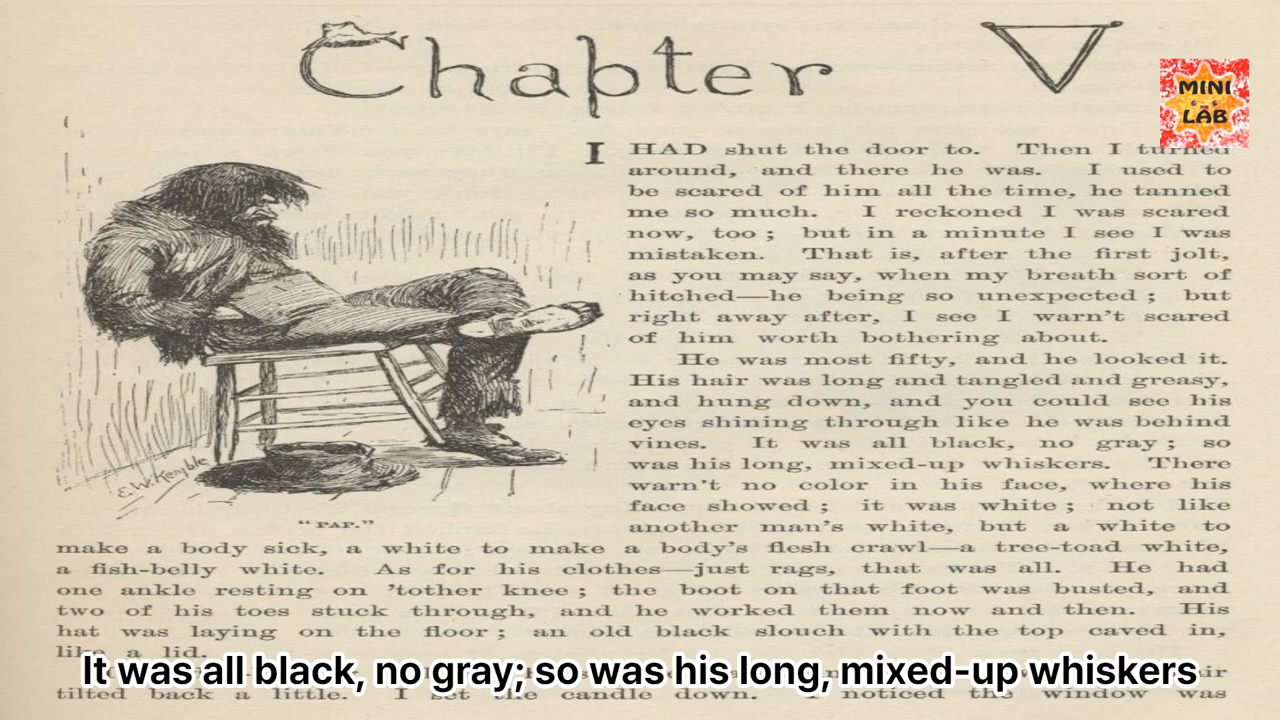 Chapter V
MINI
LAB
I HAD shut the door to. Then I turned
around, and there he was. I used to
be scared of him all the time, he tanned
me so much. I reckoned I was scared
now, too ; but in a minute I see I was
mistaken. That is, after the first jolt,
as you may say, when my breath sort of
hitched—he being so unexpected ; but
right away after, I see I warn't scared
of him worth bothering about.
He was most fifty, and he looked it.
His hair was long and tangled and greasy,
and hung down, and you could see his
eyes shining through like he was behind
vines. It was all black, no gray ; so
was his long, mixed-up whiskers. There
warn't no color in his face, where his
face showed ; it was white ; not like
another man's white, but a white to
E.W. Kemble
"PAP."
make a body sick, a white to make a body's flesh crawl—a tree-toad white,
a fish-belly white. As for his clothes—just rags, that was all. He had
one ankle resting on 'tother knee ; the boot on that foot was busted, and
two of his toes stuck through, and he worked them now and then. His
hat was laying on the floor ; an old black slouch with the top caved in,
like a lid.
It was all black, no gray; so was his long, mixed-up whiskers
tilted back a little. I set the candle down. I noticed the window was